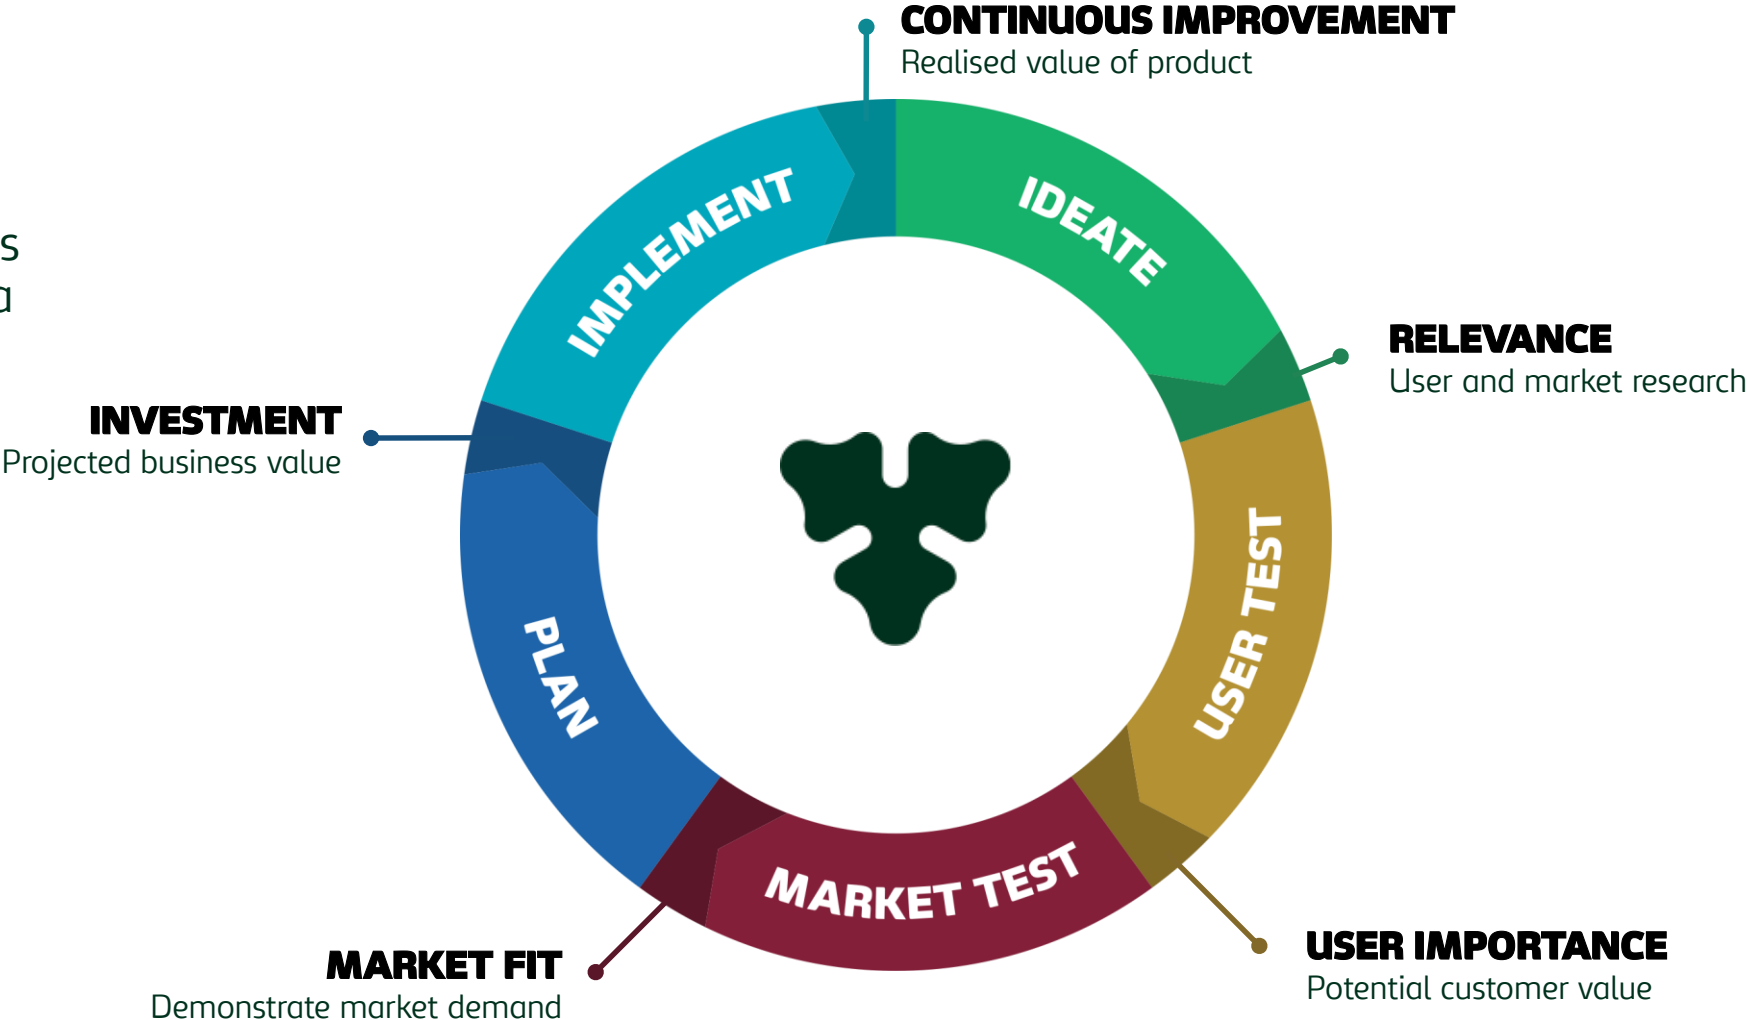 CONTINUOUS IMPROVEMENT
Realised value of product
IDEATE
RELEVANCE
User and market research
USER TEST
USER IMPORTANCE
Potential customer value
MARKET TEST
MARKET FIT
Demonstrate market demand
PLAN
INVESTMENT
Projected business value
IMPLEMENT
s
a